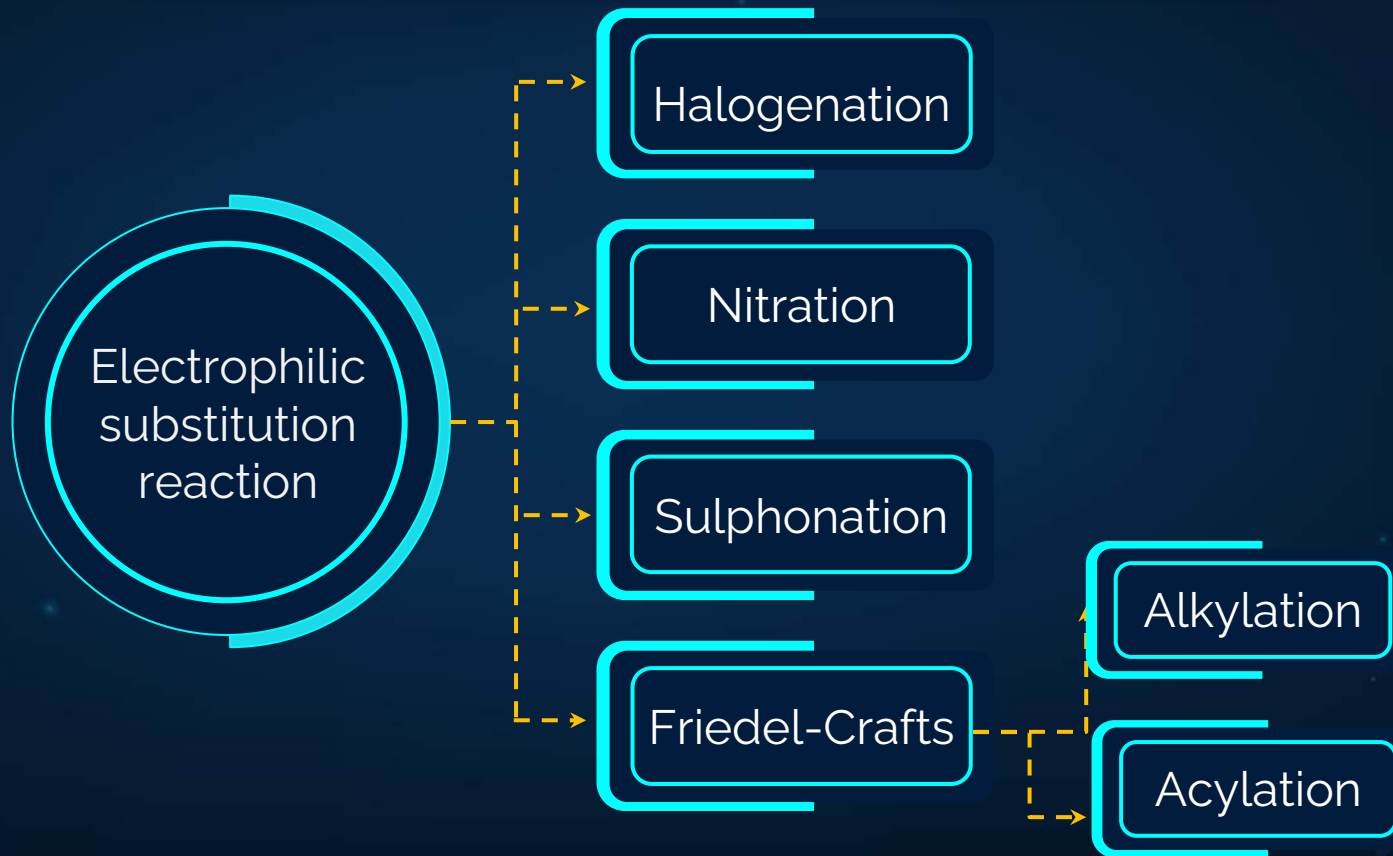 Electrophilic
substitution
reaction
Halogenation
Nitration
Sulphonation
Friedel-Crafts
Alkylation
Acylation